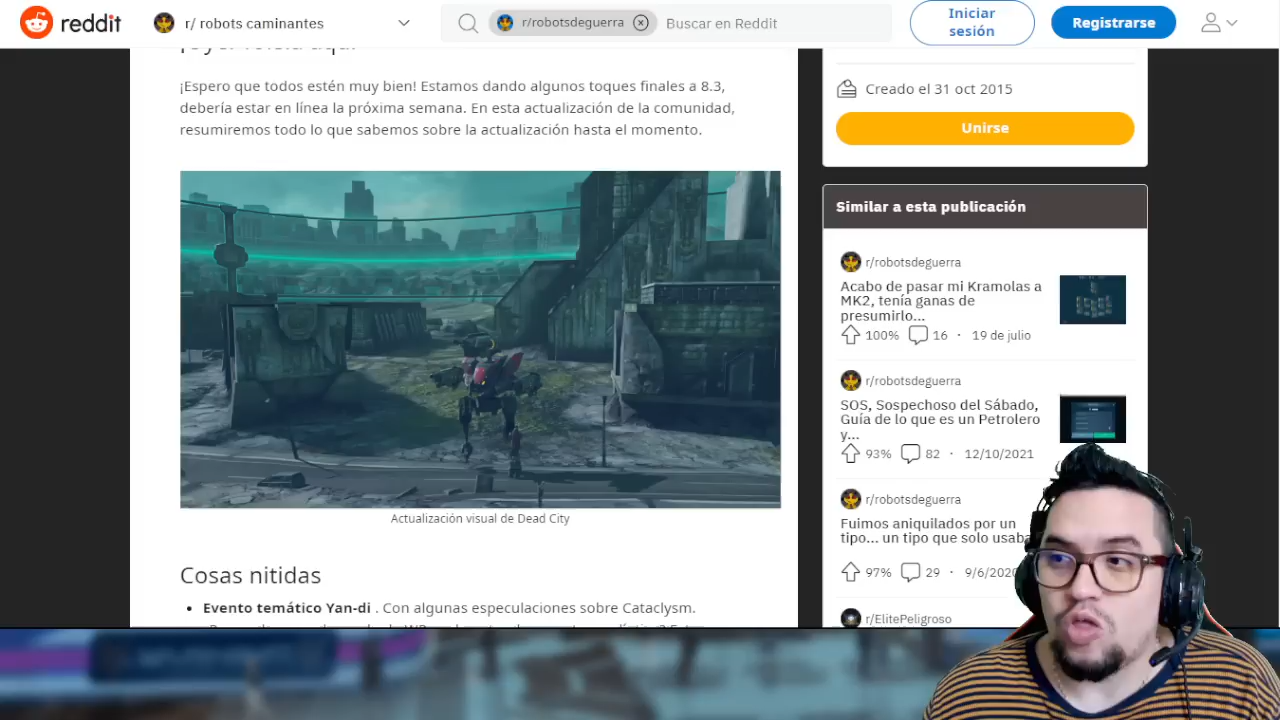 reddit
r/ robots caminantes
r/robotsdeguerra
Buscar en Reddit
Iniciar
sesión
Registrarse
¡Espero que todos estén muy bien! Estamos dando algunos toques finales a 8.3,
debería estar en línea la próxima semana. En esta actualización de la comunidad,
resumiremos todo lo que sabemos sobre la actualización hasta el momento.
Actualización visual de Dead City
Cosas nitidas
Evento temático Yan-di . Con algunas especulaciones sobre Cataclysm.
Creado el 31 oct 2015
Unirse
Similar a esta publicación
r/robotsdeguerra
Acabo de pasar mi Kramolas a
MK2, tenía ganas de
presumirlo...
100% 16 · 19 de julio
r/robotsdeguerra
SOS, Sospechoso del Sábado,
Guía de lo que es un Petrolero
y...
93% 82 · 12/10/2021
r/robotsdeguerra
Fuimos aniquilados por un
tipo... un tipo que solo usaba
97% 29 · 9/6/2020
r/ElitePeligroso